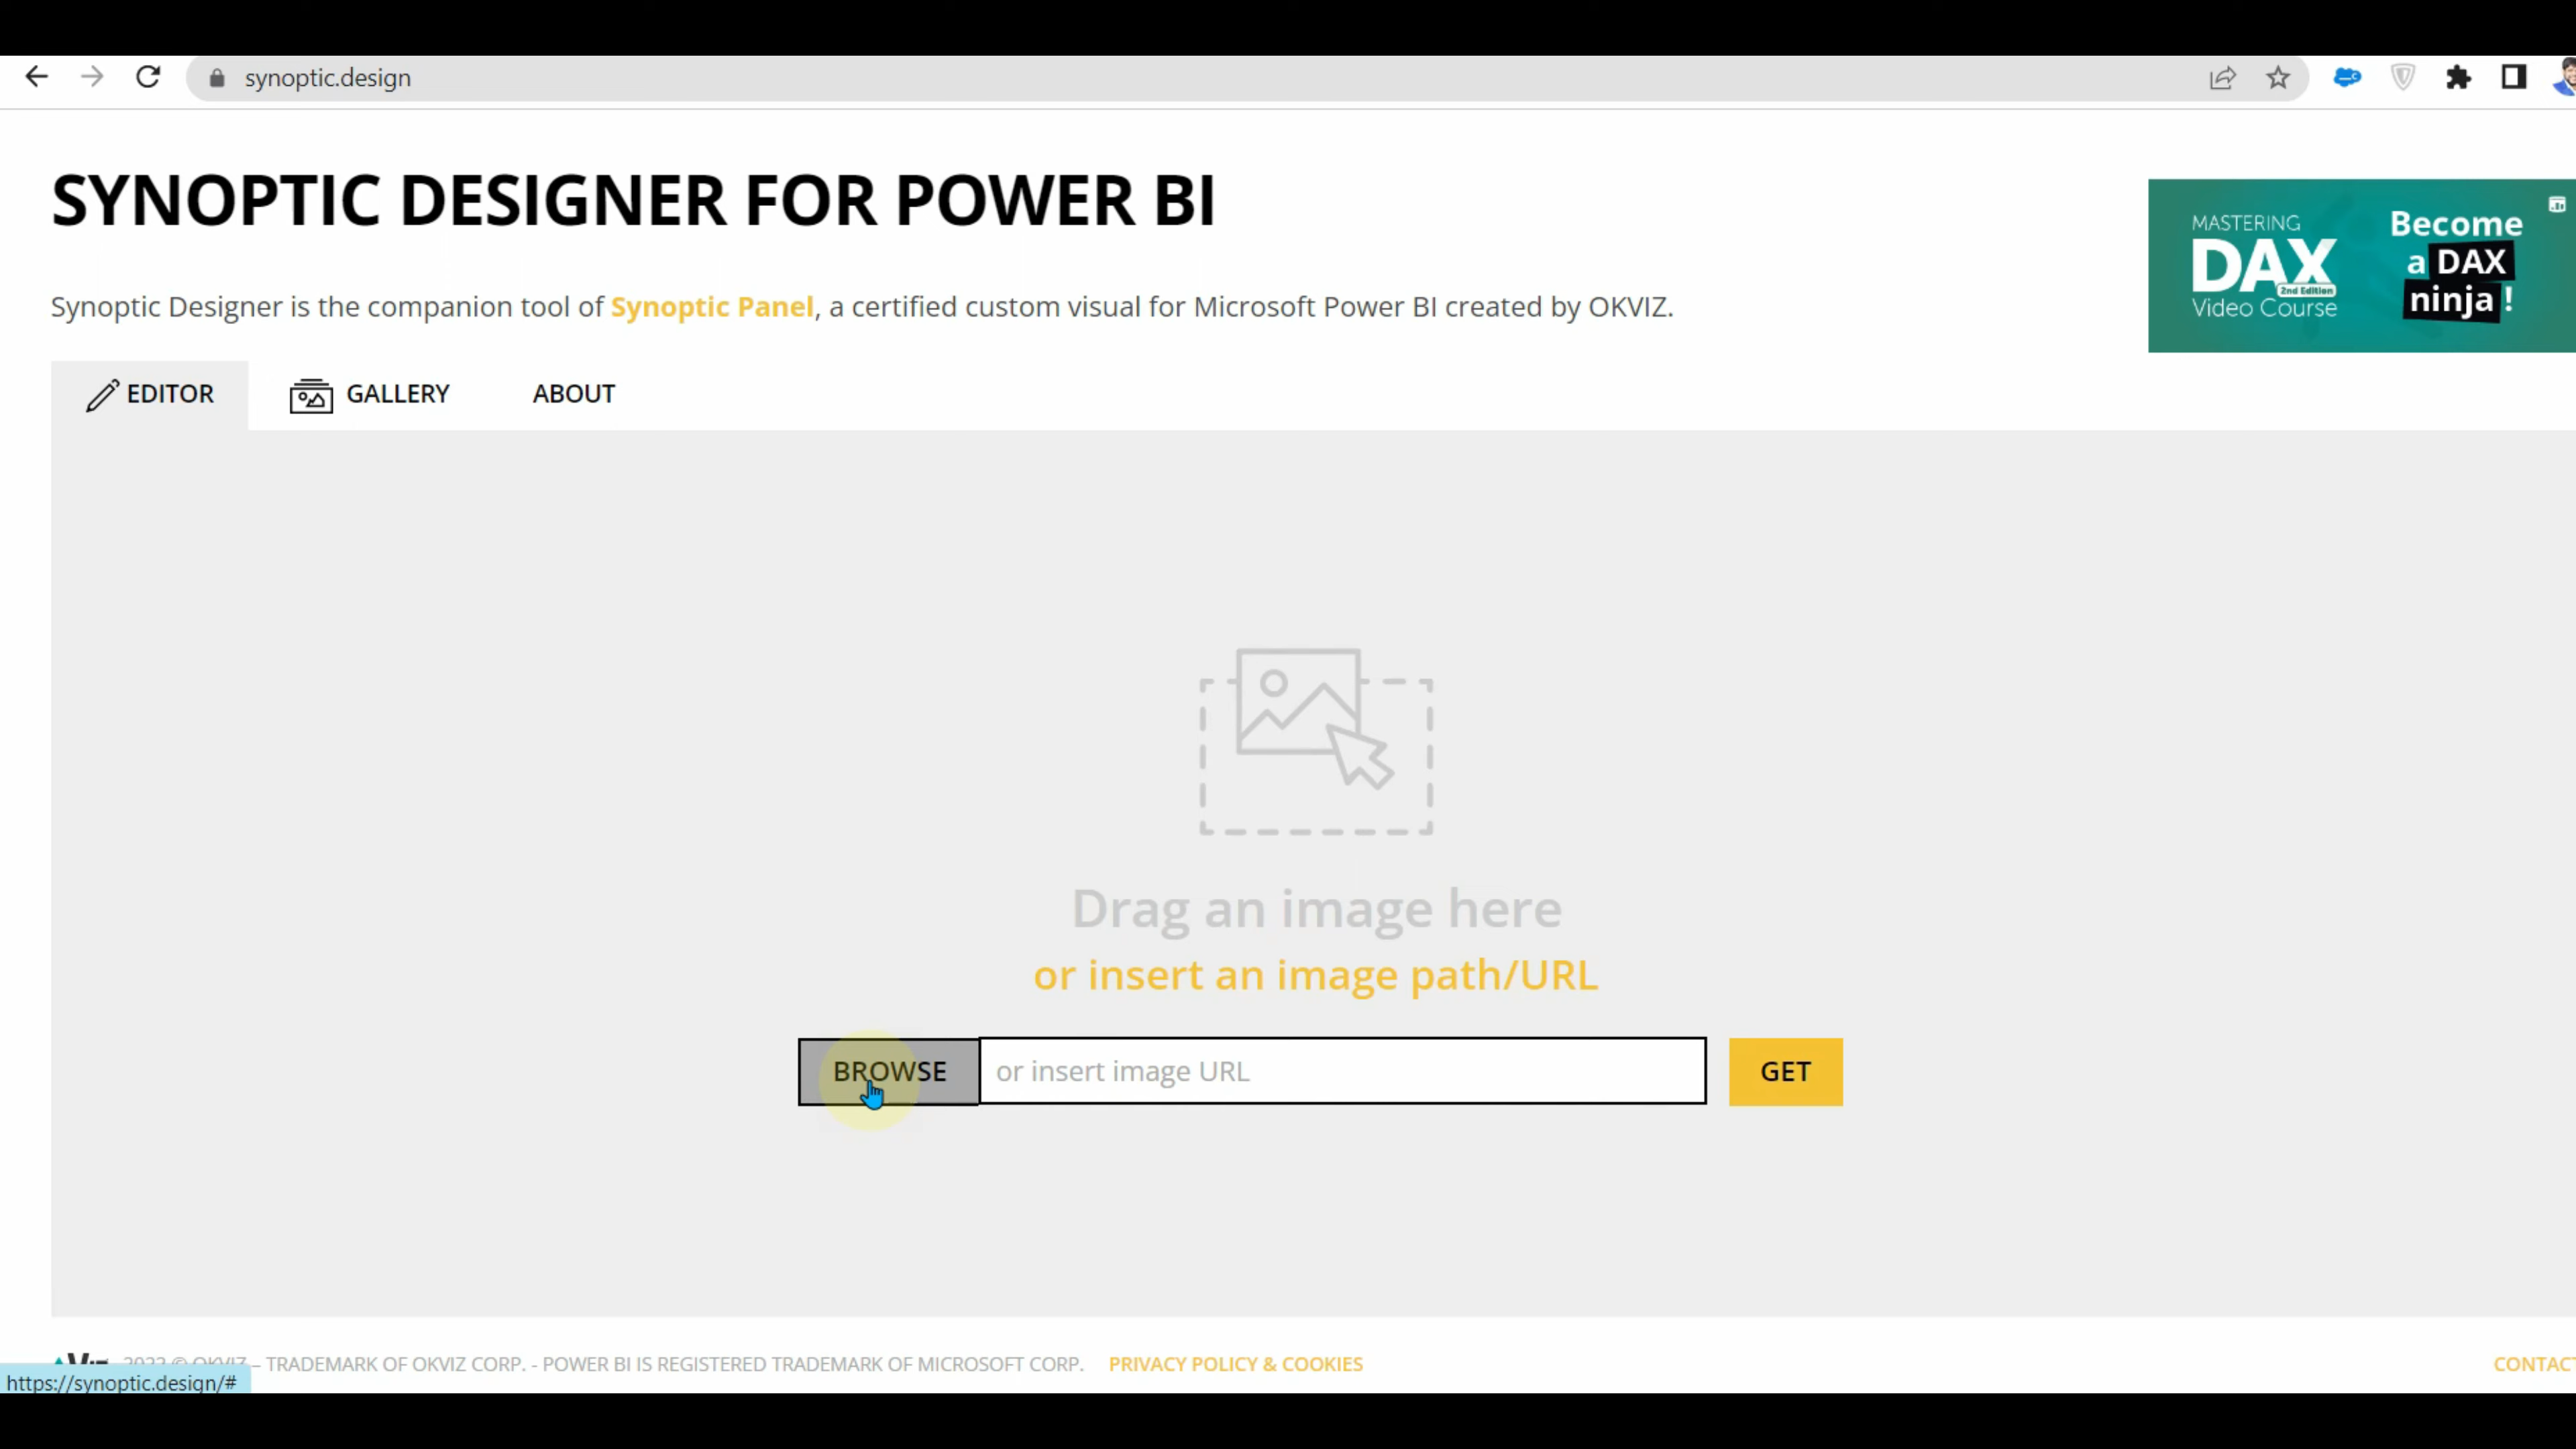 synoptic.design
SYNOPTIC DESIGNER FOR POWER BI
MASTERING
DAX
2nd Edition
Video Course
Become
a DAX
ninja !
Synoptic Designer is the companion tool of Synoptic Panel, a certified custom visual for Microsoft Power BI created by OKVIZ.
EDITOR
GALLERY
ABOUT
Drag an image here
or insert an image path/URL
BROWSE
or insert image URL
GET
2022 © OKVIZ – TRADEMARK OF OKVIZ CORP. - POWER BI IS REGISTERED TRADEMARK OF MICROSOFT CORP.
PRIVACY POLICY & COOKIES
CONTACT
https://synoptic.design/#